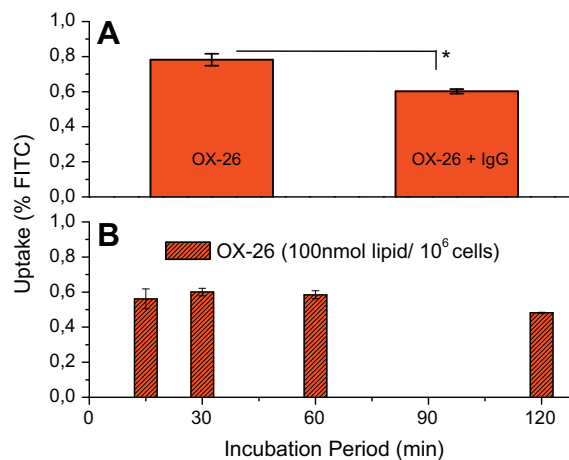 A
*
1,0
0,8
0,6
0,4
0,2
0,0
OX-26
OX-26 + IgG
Uptake (% FITC)
B
OX-26 (100nmol lipid/ 10⁶ cells)
1,0
0,8
0,6
0,4
0,2
0,0
0 30 60 90 120
Incubation Period (min)